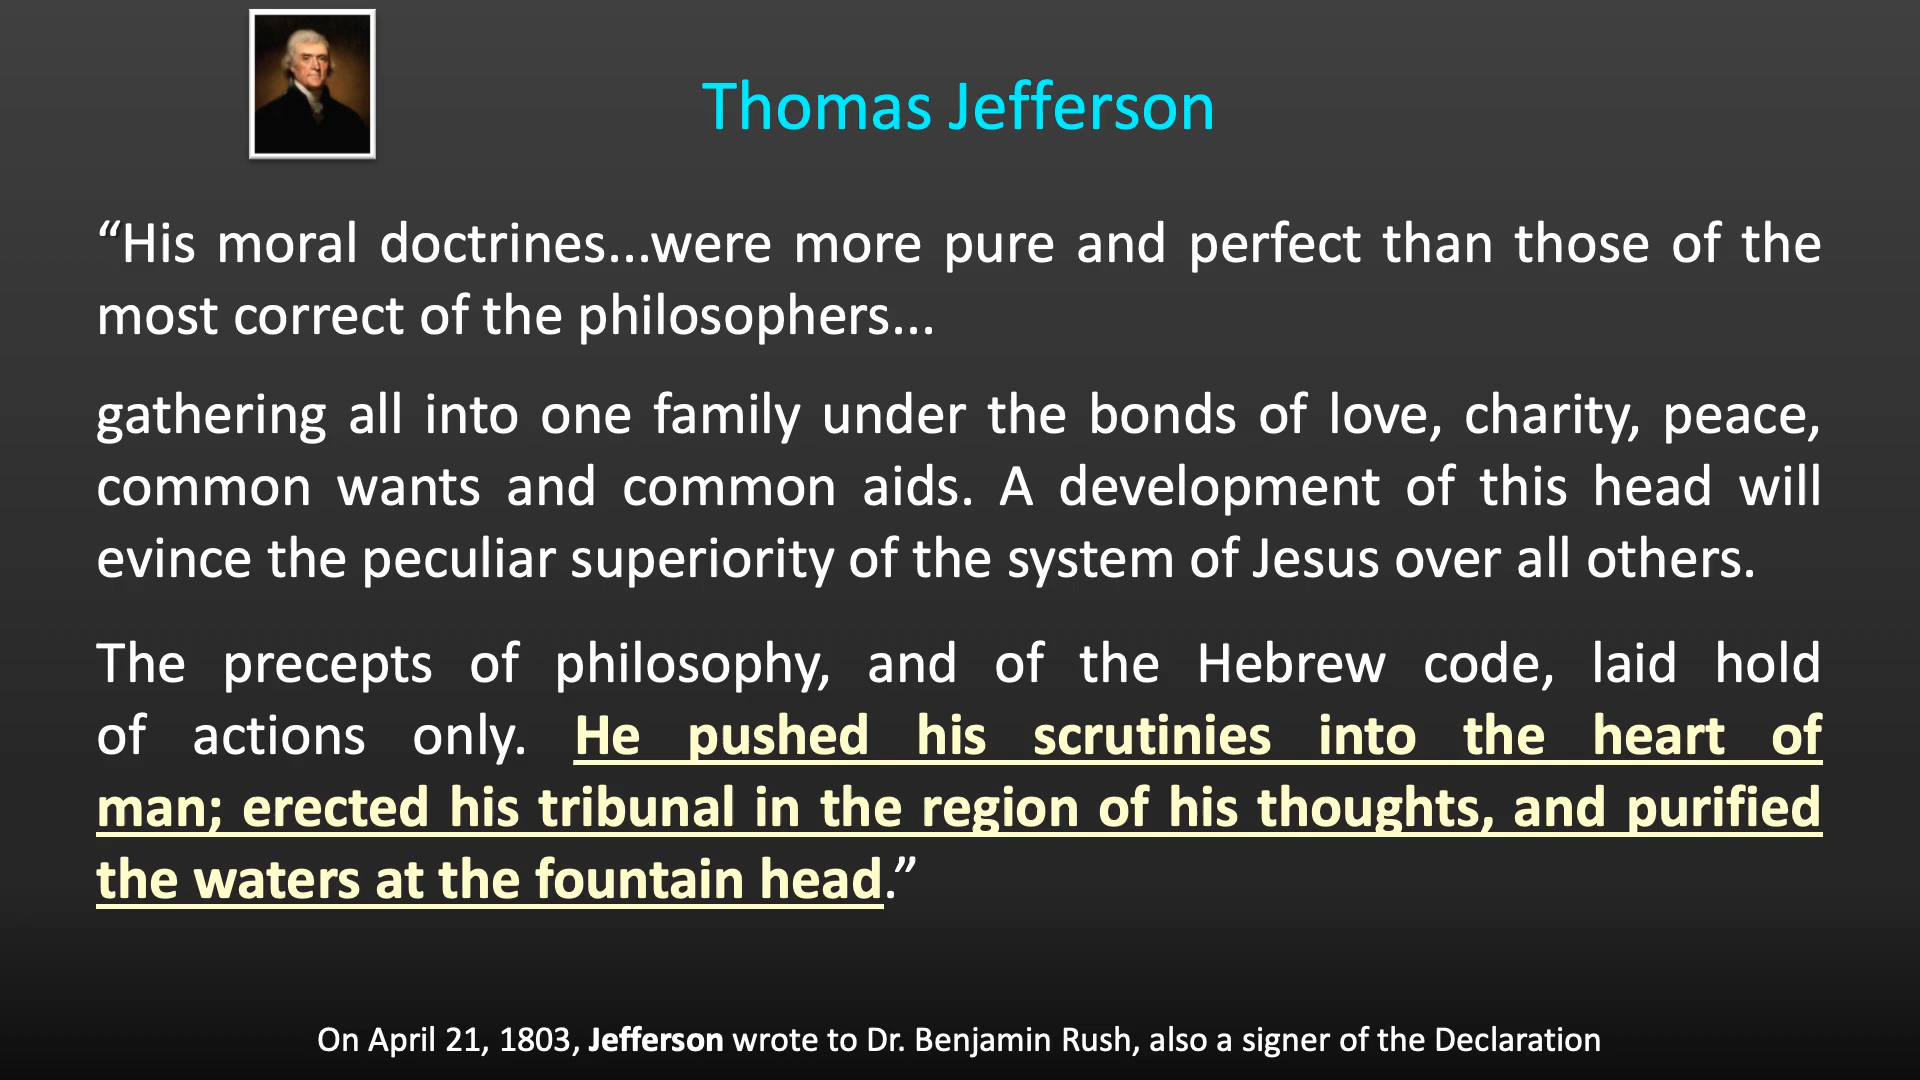 Thomas Jefferson
“His moral doctrines...were more pure and perfect than those of the
most correct of the philosophers...
gathering all into one family under the bonds of love, charity, peace,
common wants and common aids. A development of this head will
evince the peculiar superiority of the system of Jesus over all others.
The precepts of philosophy, and of the Hebrew code, laid hold
of actions only. He pushed his scrutinies into the heart of
man; erected his tribunal in the region of his thoughts, and purified
the waters at the fountain head.”
On April 21, 1803, Jefferson wrote to Dr. Benjamin Rush, also a signer of the Declaration